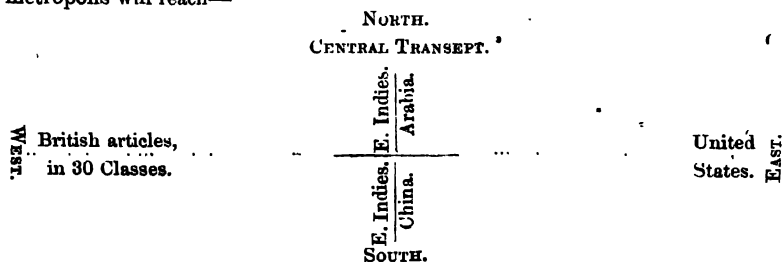 metropolis will reach—
NORTH.
CENTRAL TRANSEPT.
E. Indies.
Arabia.
WEST.
British articles,
in 30 Classes.
United
States.
EAST.
E. Indies.
China.
SOUTH.